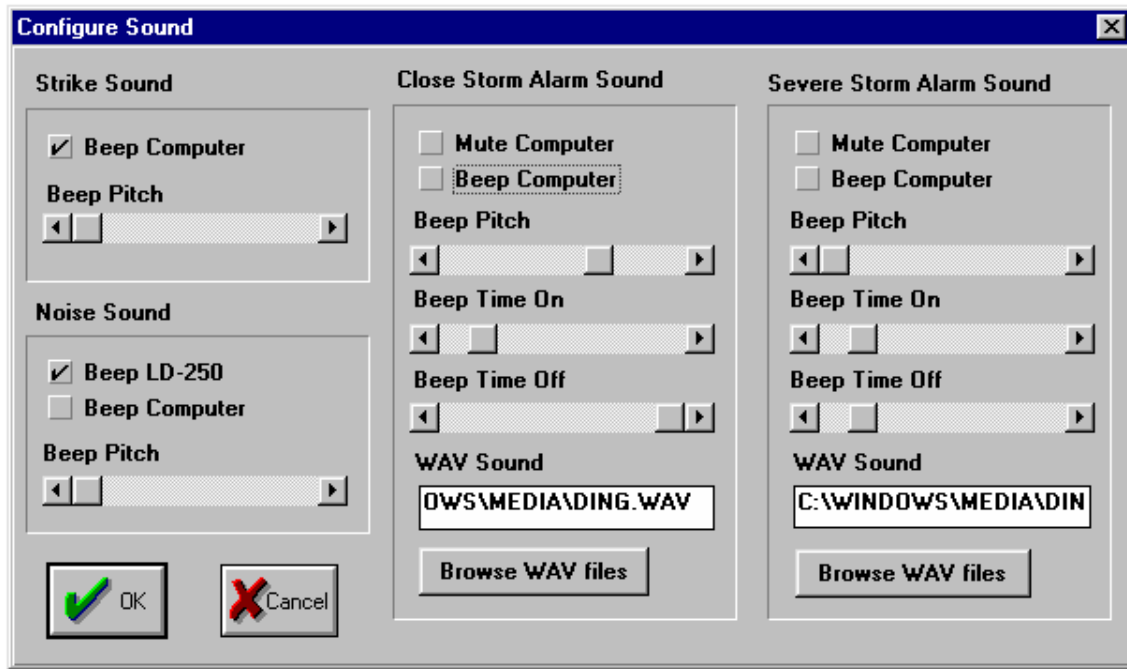 Configure Sound
Strike Sound
Beep Computer
Beep Pitch
Noise Sound
Beep LD-250
Beep Computer
Beep Pitch
OK
Cancel
Close Storm Alarm Sound
Mute Computer
Beep Computer
Beep Pitch
Beep Time On
Beep Time Off
WAV Sound
OWS\MEDIA\DING.WAV
Browse WAV files
Severe Storm Alarm Sound
Mute Computer
Beep Computer
Beep Pitch
Beep Time On
Beep Time Off
WAV Sound
C:\WINDOWS\MEDIA\DIN
Browse WAV files